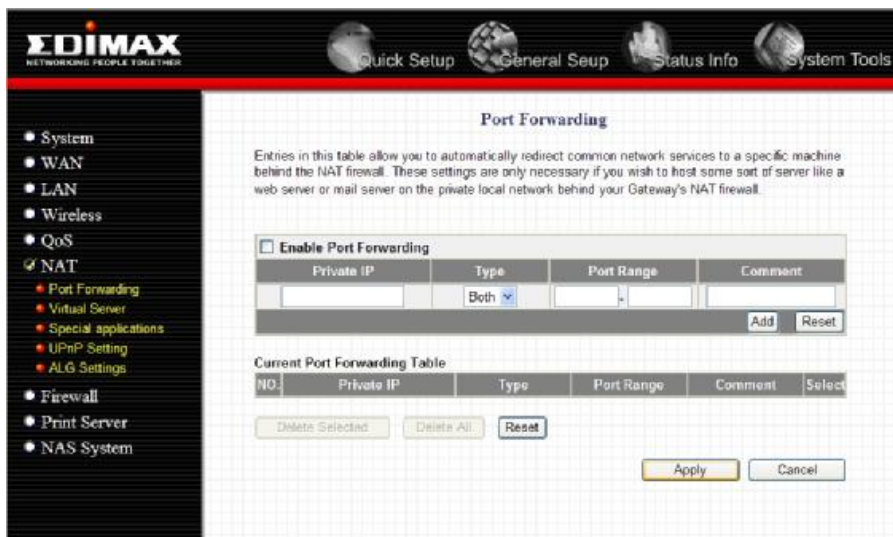 EDIMAX
NETWORKING PEOPLE TOGETHER
Quick Setup
General Seup
Status Info
System Tools
System
WAN
LAN
Wireless
QoS
NAT
Port Forwarding
Virtual Server
Special applications
UPnP Setting
ALG Settings
Firewall
Print Server
NAS System
Port Forwarding
Entries in this table allow you to automatically redirect common network services to a specific machine
behind the NAT firewall. These settings are only necessary if you wish to host some sort of server like a
web server or mail server on the private local network behind your Gateway's NAT firewall.
Enable Port Forwarding
Private IP Type Port Range Comment
Both -
Add Reset
Current Port Forwarding Table
NO. Private IP Type Port Range Comment Select
Delete Selected Delete All Reset
Apply Cancel